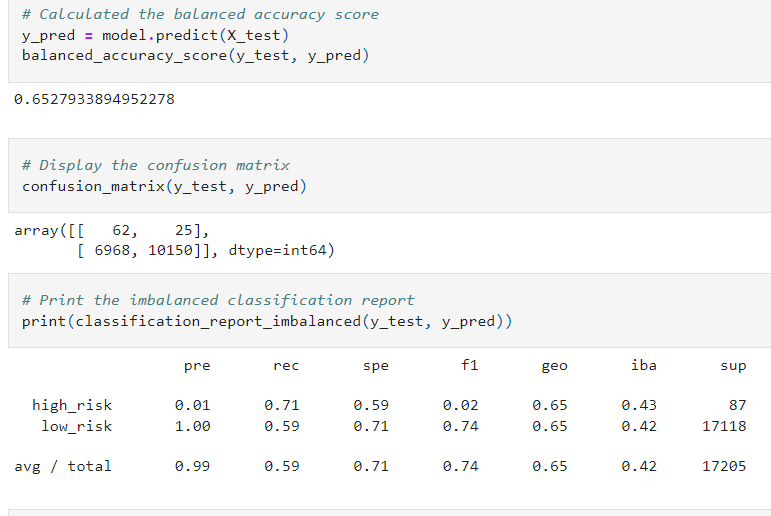 # Calculated the balanced accuracy score
y_pred = model.predict(X_test)
balanced_accuracy_score(y_test, y_pred)
0.6527933894952278
# Display the confusion matrix
confusion_matrix(y_test, y_pred)
array([[   62,    25],
       [ 6968, 10150]], dtype=int64)
# Print the imbalanced classification report
print(classification_report_imbalanced(y_test, y_pred))
pre rec spe f1 geo iba sup
high_risk 0.01 0.71 0.59 0.02 0.65 0.43 87
low_risk 1.00 0.59 0.71 0.74 0.65 0.42 17118
avg / total 0.99 0.59 0.71 0.74 0.65 0.42 17205